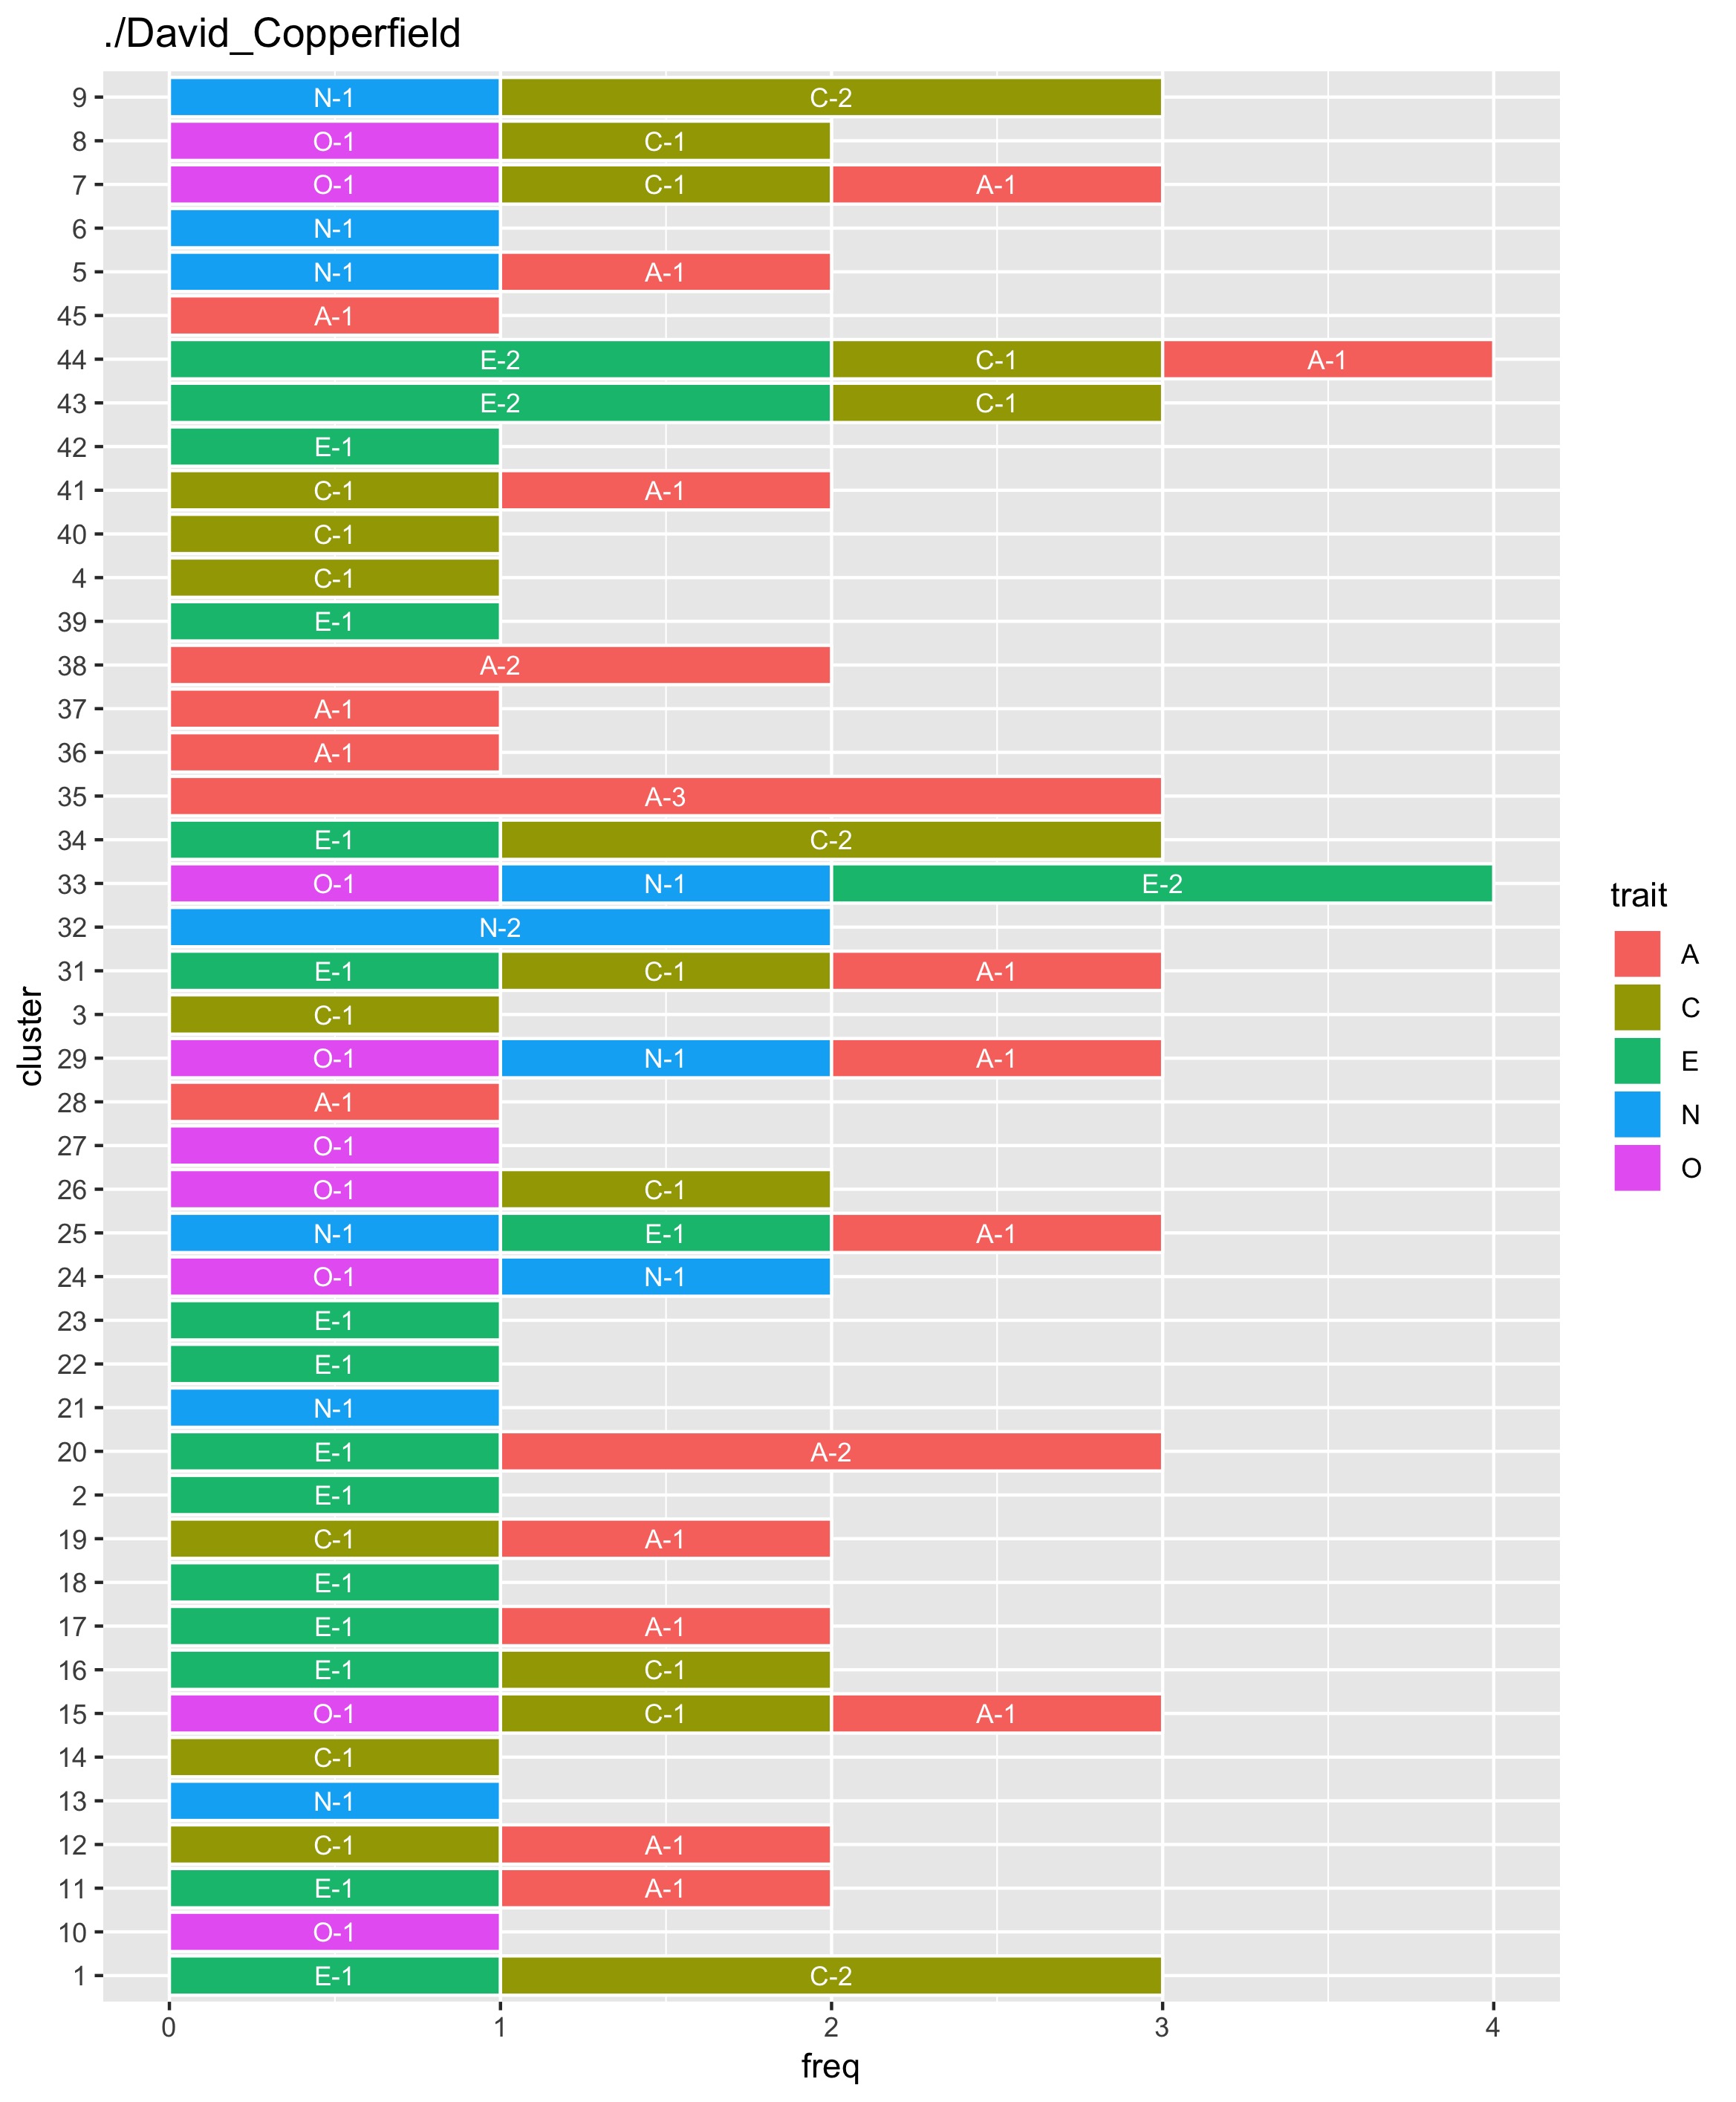 ./David_Copperfield
9 N-1 C-2
8 O-1 C-1
7 O-1 C-1 A-1
6 N-1
5 N-1 A-1
45 A-1
44 E-2 C-1 A-1
43 E-2 C-1
42 E-1
41 C-1 A-1
40 C-1
4 C-1
39 E-1
38 A-2
37 A-1
36 A-1
35 A-3
34 E-1 C-2
33 O-1 N-1 E-2
32 N-2
31 E-1 C-1 A-1
3 C-1
29 O-1 N-1 A-1
28 A-1
27 O-1
26 O-1 C-1
25 N-1 E-1 A-1
24 O-1 N-1
23 E-1
22 E-1
21 N-1
20 E-1 A-2
2 E-1
19 C-1 A-1
18 E-1
17 E-1 A-1
16 E-1 C-1
15 O-1 C-1 A-1
14 C-1
13 N-1
12 C-1 A-1
11 E-1 A-1
10 O-1
1 E-1 C-2
0 1 2 3 4
freq
cluster
trait
A
C
E
N
O